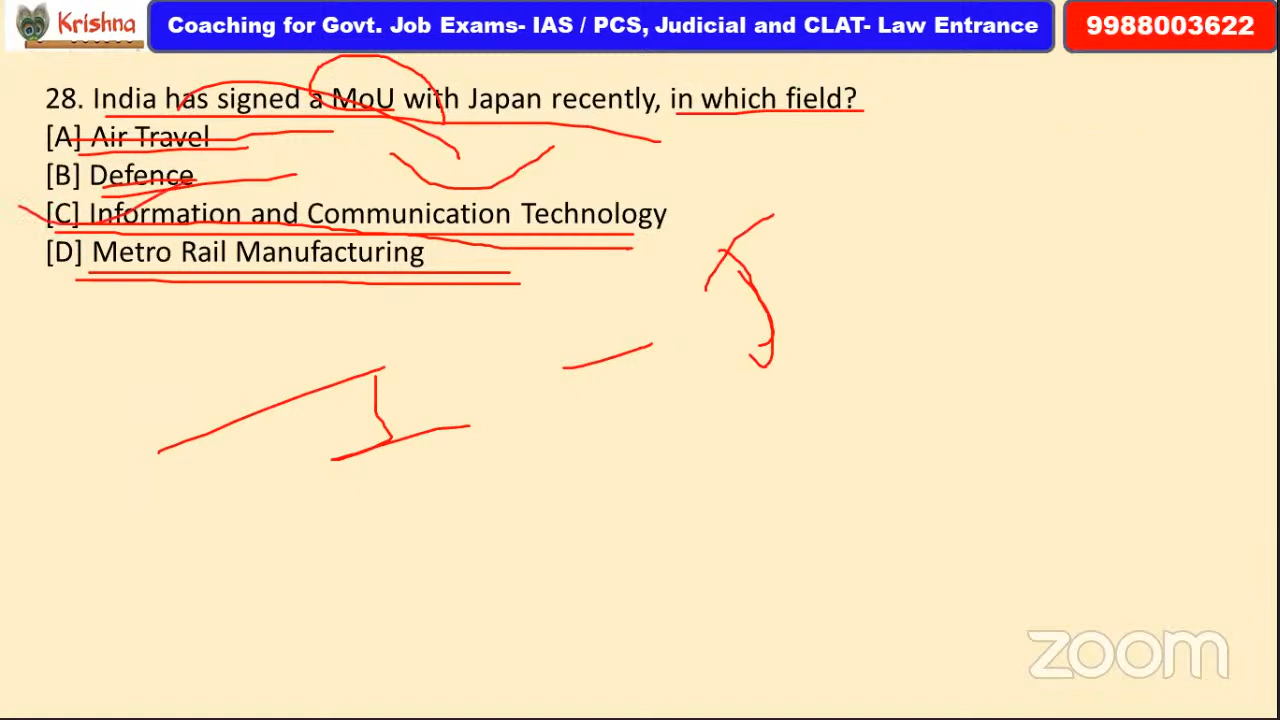 Krishna
Coaching for Govt. Job Exams- IAS / PCS, Judicial and CLAT- Law Entrance
9988003622
28. India has signed a MoU with Japan recently, in which field?
[A] Air Travel
[B] Defence
[C] Information and Communication Technology
[D] Metro Rail Manufacturing
zoom